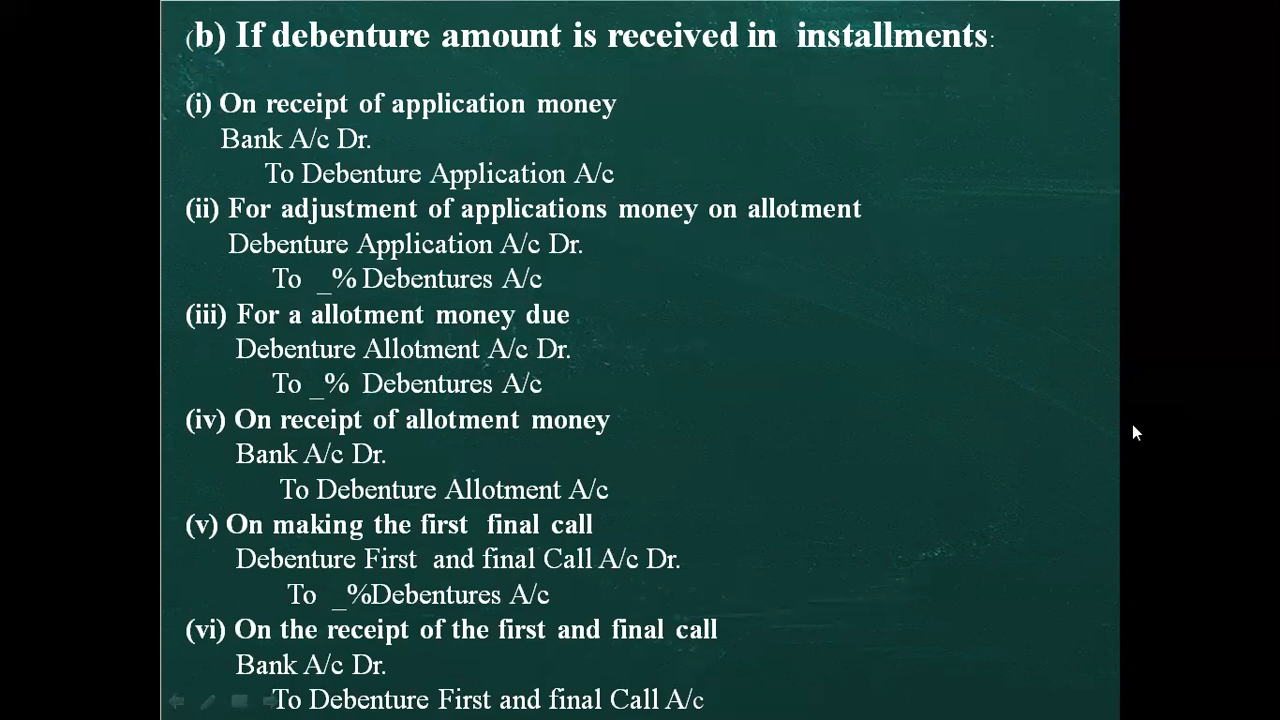 (b) If debenture amount is received in installments:
(i) On receipt of application money
Bank A/c Dr.
To Debenture Application A/c
(ii) For adjustment of applications money on allotment
Debenture Application A/c Dr.
To _% Debentures A/c
(iii) For a allotment money due
Debenture Allotment A/c Dr.
To _% Debentures A/c
(iv) On receipt of allotment money
Bank A/c Dr.
To Debenture Allotment A/c
(v) On making the first final call
Debenture First and final Call A/c Dr.
To _%Debentures A/c
(vi) On the receipt of the first and final call
Bank A/c Dr.
To Debenture First and final Call A/c